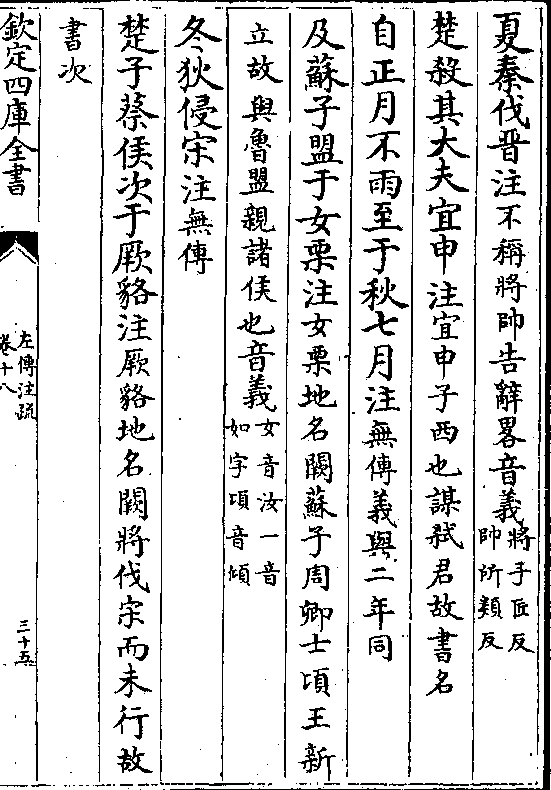 夏秦伐晋注不稱將帥告辭畧音義將子匠反帥所類反
楚殺其大夫宜申注宜申子西也謀弒君故書名
自正月不雨至于秋七月注無傳義與二年同
及蘇子盟于女栗注女栗地名闕蘇子周卿士頃王新
立故與魯盟親諸侯也音義女音汝一音如字頃音傾
冬狄侵宋注無傳
楚子蔡侯次于厥貉注厥貉地名闕將伐宋而未行故
書次
欽定四庫全書
左傳注疏
卷十八
三十五